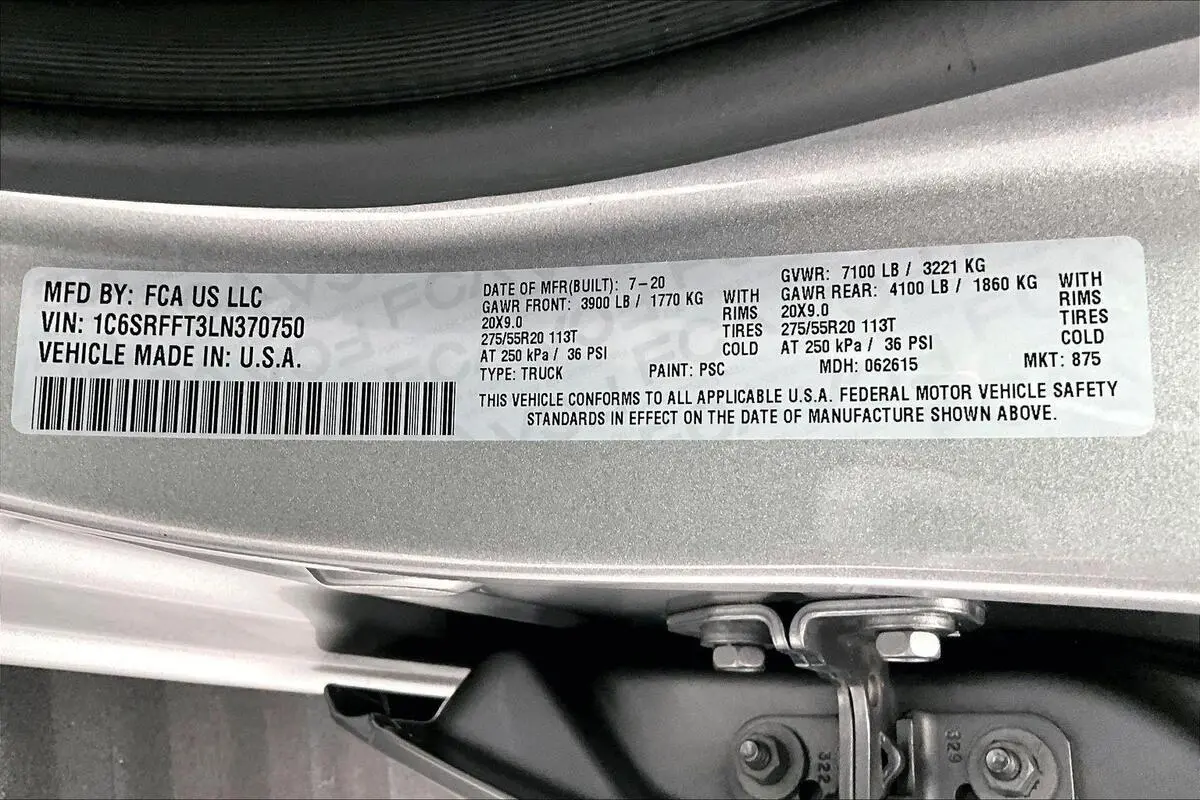 MFD BY: FCA US LLC
VIN: 1C6SRFFT3LN370750
VEHICLE MADE IN: U.S.A.
DATE OF MFR(BUILT): 7-20
GAWR FRONT: 3900 LB / 1770 KG WITH
20X9.0 RIMS
275/55R20 113T TIRES
AT 250 kPa / 36 PSI COLD
GVWR: 7100 LB / 3221 KG
GAWR REAR: 4100 LB / 1860 KG WITH
20X9.0 RIMS
275/55R20 113T TIRES
AT 250 kPa / 36 PSI COLD
TYPE: TRUCK PAINT: PSC MDH: 062615 MKT: 875
THIS VEHICLE CONFORMS TO ALL APPLICABLE U.S.A. FEDERAL MOTOR VEHICLE SAFETY
STANDARDS IN EFFECT ON THE DATE OF MANUFACTURE SHOWN ABOVE.
322
329